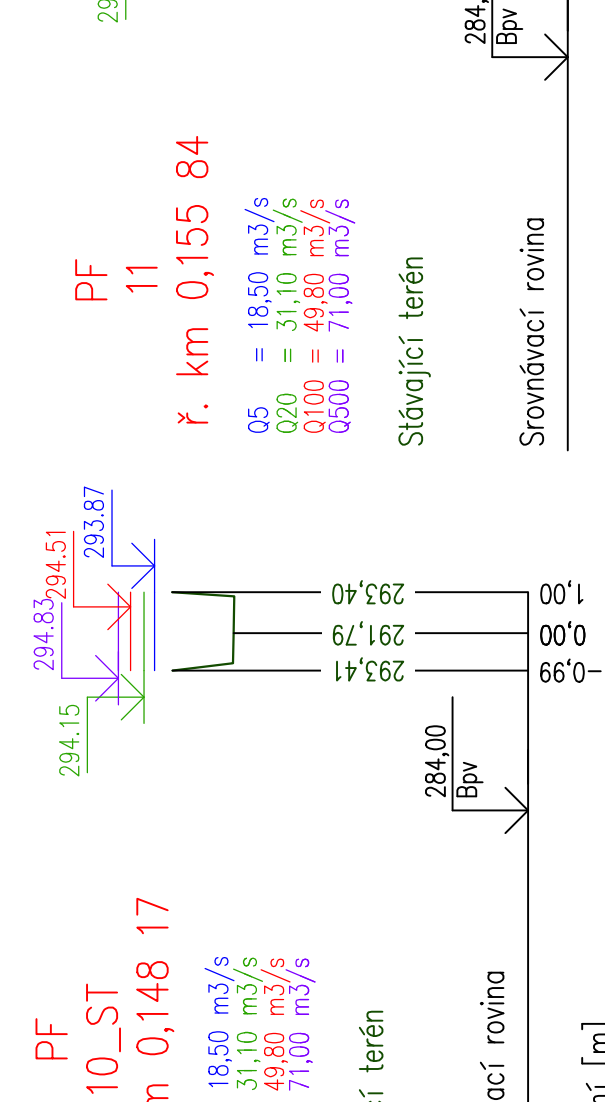 29
284,
Bpv
PF
11
ř. km 0,155 84
Q5 = 18,50 m3/s
Q20 = 31,10 m3/s
Q100 = 49,80 m3/s
Q500 = 71,00 m3/s
Stávající terén
Srovnávací rovina
294.83
294.51
293.87
294.15
293,40
291,79
293,41
1,00
0,00
-0,99
284,00
Bpv
PF
10_ST
m 0,148 17
18,50 m3/s
31,10 m3/s
49,80 m3/s
71,00 m3/s
cí terén
ací rovina
ní [m]